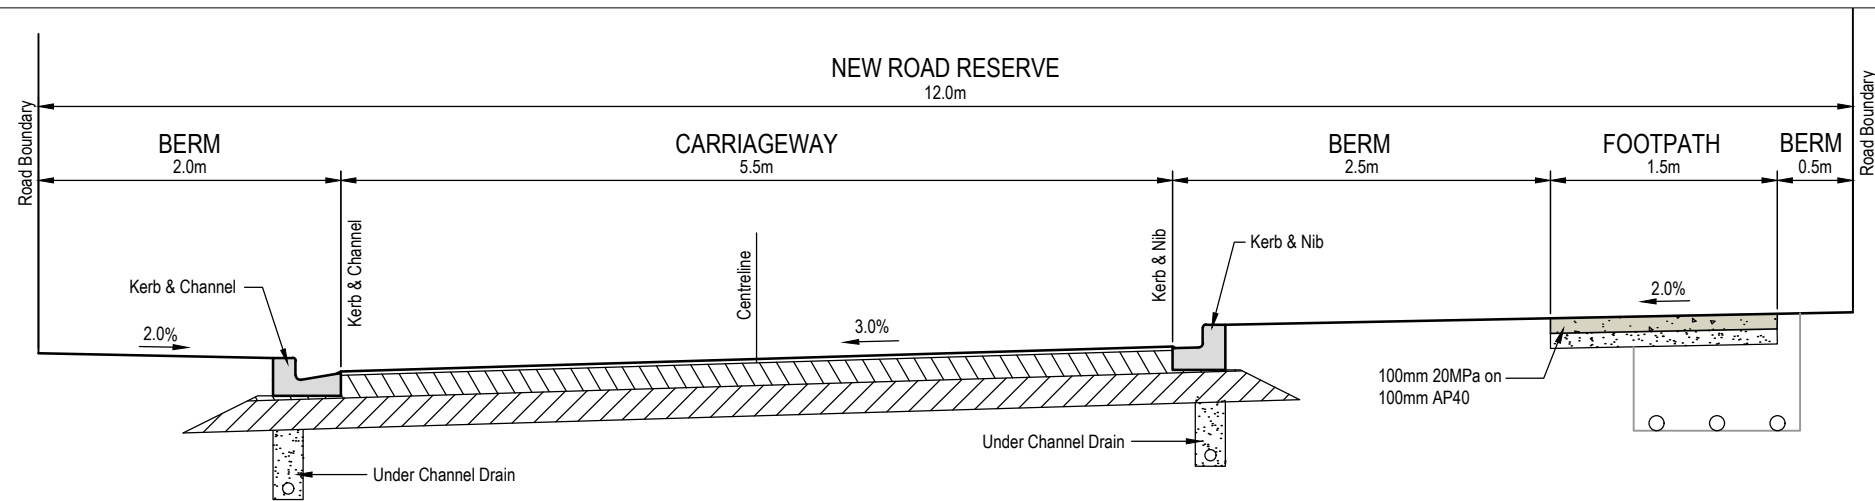 NEW ROAD RESERVE
12.0m
Road Boundary
Road Boundary
BERM
2.0m
CARRIAGEWAY
5.5m
BERM
2.5m
FOOTPATH
1.5m
BERM
0.5m
Kerb & Channel
Kerb & Channel
2.0%
Centreline
3.0%
Kerb & Nib
Kerb & Nib
2.0%
100mm 20MPa on
100mm AP40
Under Channel Drain
Under Channel Drain